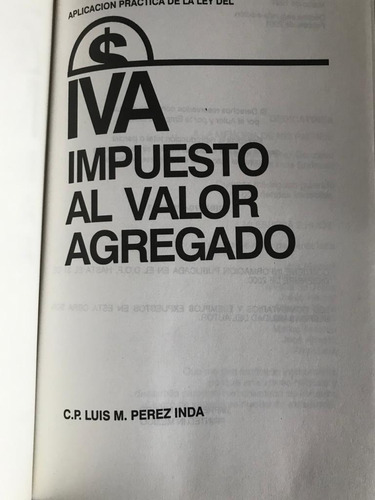 APLICACION PRACTICA DE LA LEY DEL
$
IVA
IMPUESTO
AL VALOR
AGREGADO
C.P. LUIS M. PEREZ INDA